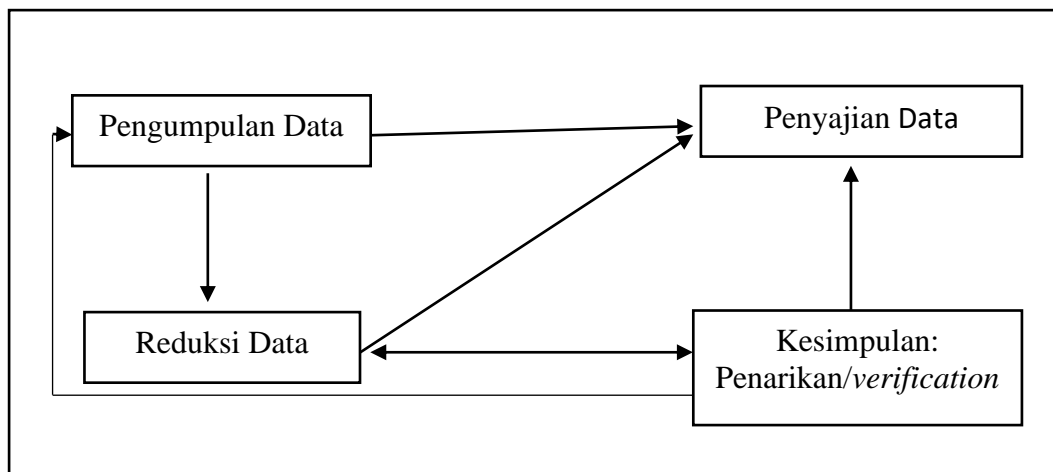 Pengumpulan Data
Penyajian Data
Reduksi Data
Kesimpulan:
Penarikan/verification